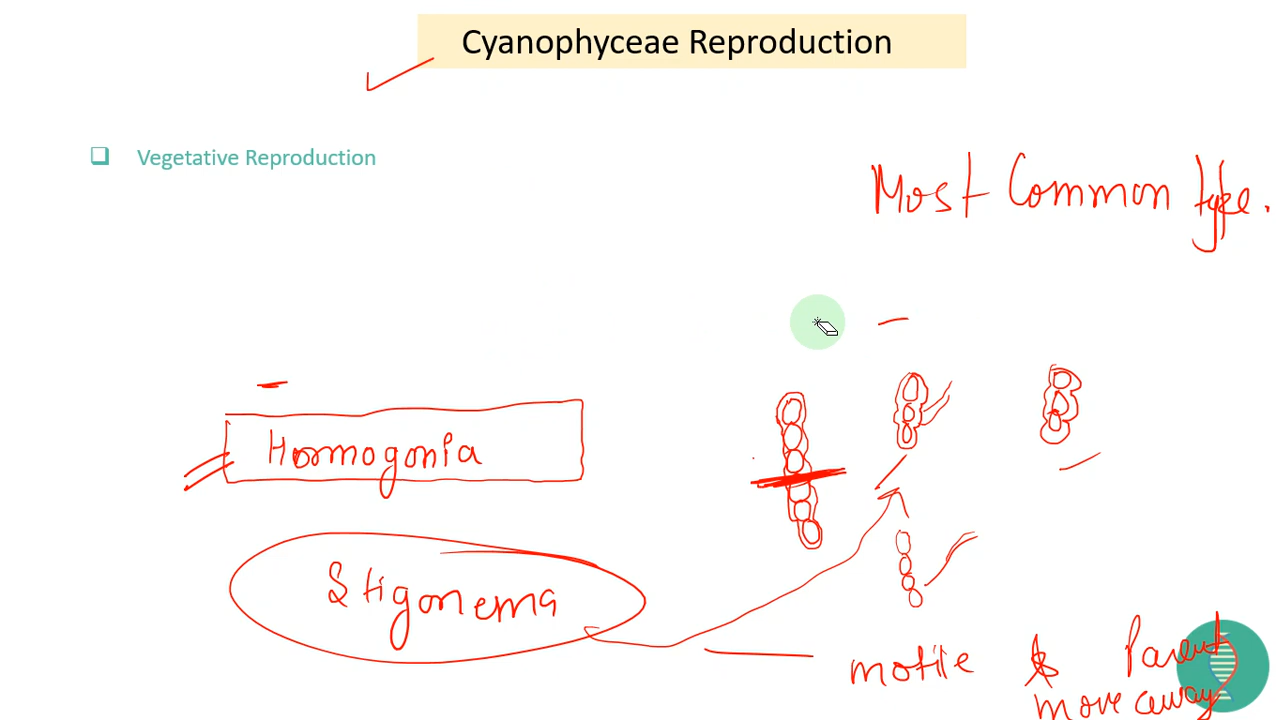 Cyanophyceae Reproduction
Vegetative Reproduction
Most Common type.
Hormogonia
Stigonema
motile & Parent
move away